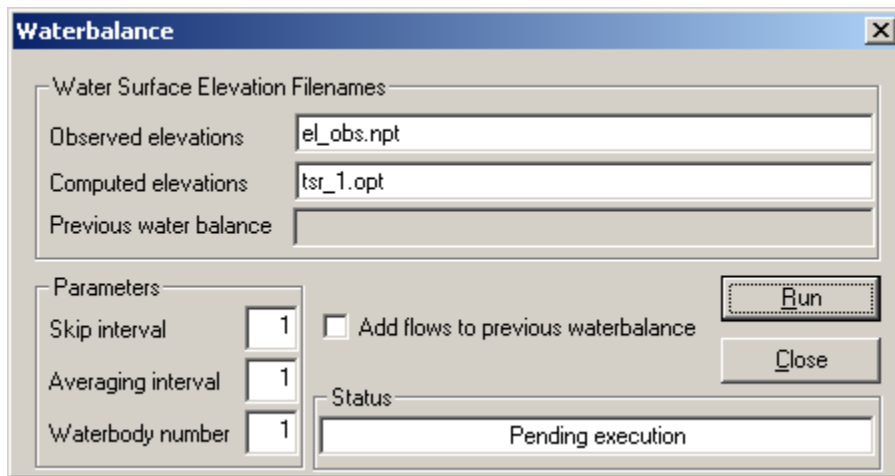 Waterbalance
Water Surface Elevation Filenames
Observed elevations el_obs.npt
Computed elevations tsr_1.opt
Previous water balance
Parameters
Skip interval 1
Averaging interval 1
Waterbody number 1
Add flows to previous waterbalance
Run
Close
Status
Pending execution